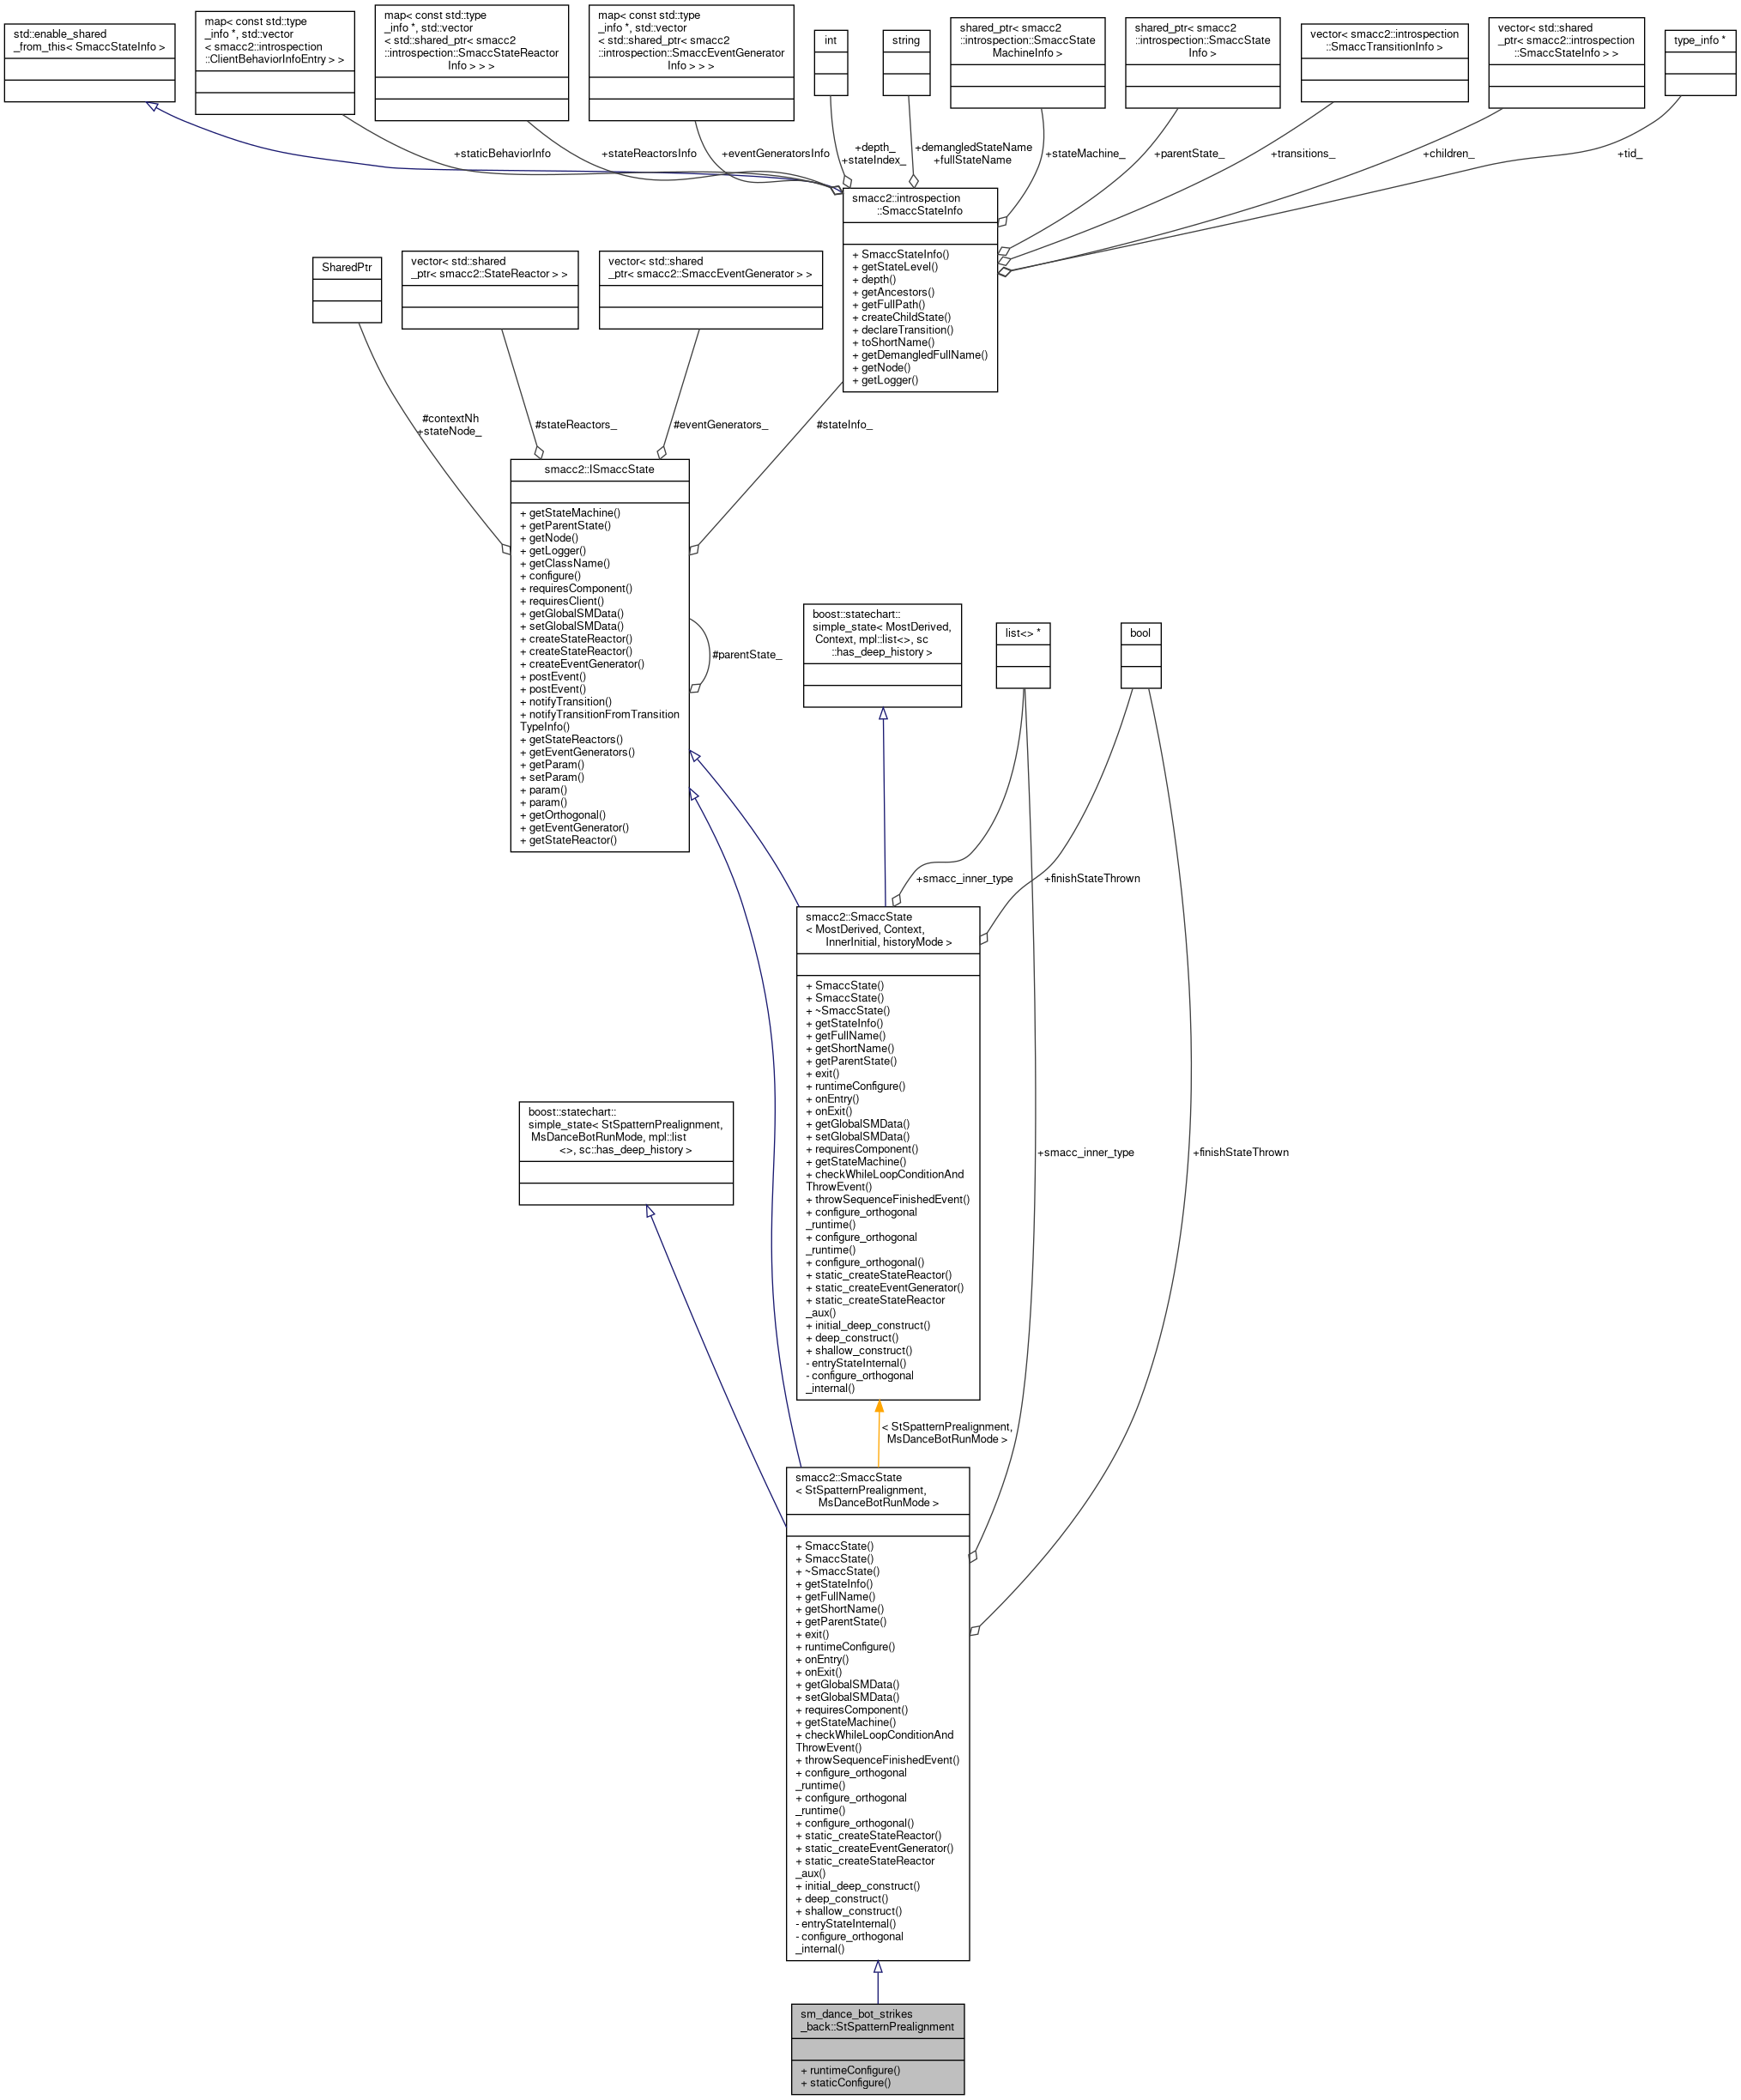 std::enable_shared
_from_this< SmaccStateInfo >
map< const std::type
_info *, std::vector
< smacc2::introspection
::ClientBehaviorInfoEntry > >
map< const std::type
_info *, std::vector
< std::shared_ptr< smacc2
::introspection::SmaccStateReactor
Info > > >
map< const std::type
_info *, std::vector
< std::shared_ptr< smacc2
::introspection::SmaccEventGenerator
Info > > >
int
string
shared_ptr< smacc2
::introspection::SmaccState
MachineInfo >
shared_ptr< smacc2
::introspection::SmaccState
Info >
vector< smacc2::introspection
::SmaccTransitionInfo >
vector< std::shared
_ptr< smacc2::introspection
::SmaccStateInfo > >
type_info *
+staticBehaviorInfo
+stateReactorsInfo
+eventGeneratorsInfo
+depth_
+stateIndex_
+demangledStateName
+fullStateName
+stateMachine_
+parentState_
+transitions_
+children_
+tid_
smacc2::introspection
::SmaccStateInfo
+ SmaccStateInfo()
+ getStateLevel()
+ depth()
+ getAncestors()
+ getFullPath()
+ createChildState()
+ declareTransition()
+ toShortName()
+ getDemangledFullName()
+ getNode()
+ getLogger()
SharedPtr
vector< std::shared
_ptr< smacc2::StateReactor > >
vector< std::shared
_ptr< smacc2::SmaccEventGenerator > >
#contextNh
+stateNode_
#stateReactors_
#eventGenerators_
#stateInfo_
smacc2::ISmaccState
+ getStateMachine()
+ getParentState()
+ getNode()
+ getLogger()
+ getClassName()
+ configure()
+ requiresComponent()
+ requiresClient()
+ getGlobalSMData()
+ setGlobalSMData()
+ createStateReactor()
+ createStateReactor()
+ createEventGenerator()
+ postEvent()
+ postEvent()
+ notifyTransition()
+ notifyTransitionFromTransition
TypeInfo()
+ getStateReactors()
+ getEventGenerators()
+ getParam()
+ setParam()
+ param()
+ param()
+ getOrthogonal()
+ getEventGenerator()
+ getStateReactor()
#parentState_
boost::statechart::
simple_state< MostDerived,
Context, mpl::list<>, sc
::has_deep_history >
list<> *
bool
+smacc_inner_type
+finishStateThrown
smacc2::SmaccState
< MostDerived, Context,
InnerInitial, historyMode >
+ SmaccState()
+ SmaccState()
+ ~SmaccState()
+ getStateInfo()
+ getFullName()
+ getShortName()
+ getParentState()
+ exit()
+ runtimeConfigure()
+ onEntry()
+ onExit()
+ getGlobalSMData()
+ setGlobalSMData()
+ requiresComponent()
+ getStateMachine()
+ checkWhileLoopConditionAnd
ThrowEvent()
+ throwSequenceFinishedEvent()
+ configure_orthogonal
_runtime()
+ configure_orthogonal
_runtime()
+ configure_orthogonal()
+ static_createStateReactor()
+ static_createEventGenerator()
+ static_createStateReactor
_aux()
+ initial_deep_construct()
+ deep_construct()
+ shallow_construct()
- entryStateInternal()
- configure_orthogonal
_internal()
boost::statechart::
simple_state< StSpatternPrealignment,
MsDanceBotRunMode, mpl::list
<>, sc::has_deep_history >
+smacc_inner_type
+finishStateThrown
< StSpatternPrealignment,
MsDanceBotRunMode >
smacc2::SmaccState
< StSpatternPrealignment,
MsDanceBotRunMode >
+ SmaccState()
+ SmaccState()
+ ~SmaccState()
+ getStateInfo()
+ getFullName()
+ getShortName()
+ getParentState()
+ exit()
+ runtimeConfigure()
+ onEntry()
+ onExit()
+ getGlobalSMData()
+ setGlobalSMData()
+ requiresComponent()
+ getStateMachine()
+ checkWhileLoopConditionAnd
ThrowEvent()
+ throwSequenceFinishedEvent()
+ configure_orthogonal
_runtime()
+ configure_orthogonal
_runtime()
+ configure_orthogonal()
+ static_createStateReactor()
+ static_createEventGenerator()
+ static_createStateReactor
_aux()
+ initial_deep_construct()
+ deep_construct()
+ shallow_construct()
- entryStateInternal()
- configure_orthogonal
_internal()
sm_dance_bot_strikes
_back::StSpatternPrealignment
+ runtimeConfigure()
+ staticConfigure()